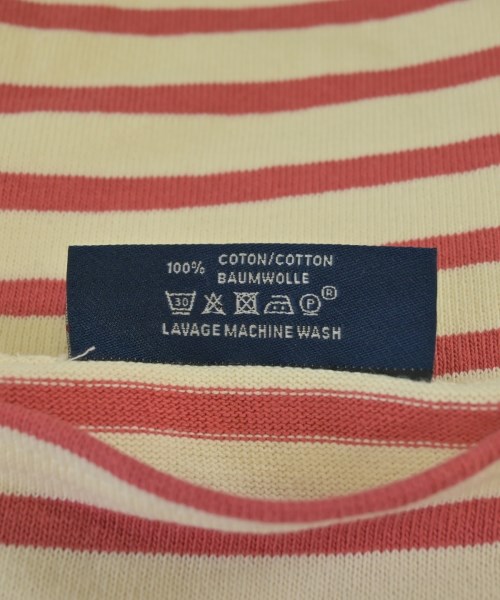 100% COTON/COTTON
BAUMWOLLE
30 P ®
LAVAGE MACHINE WASH